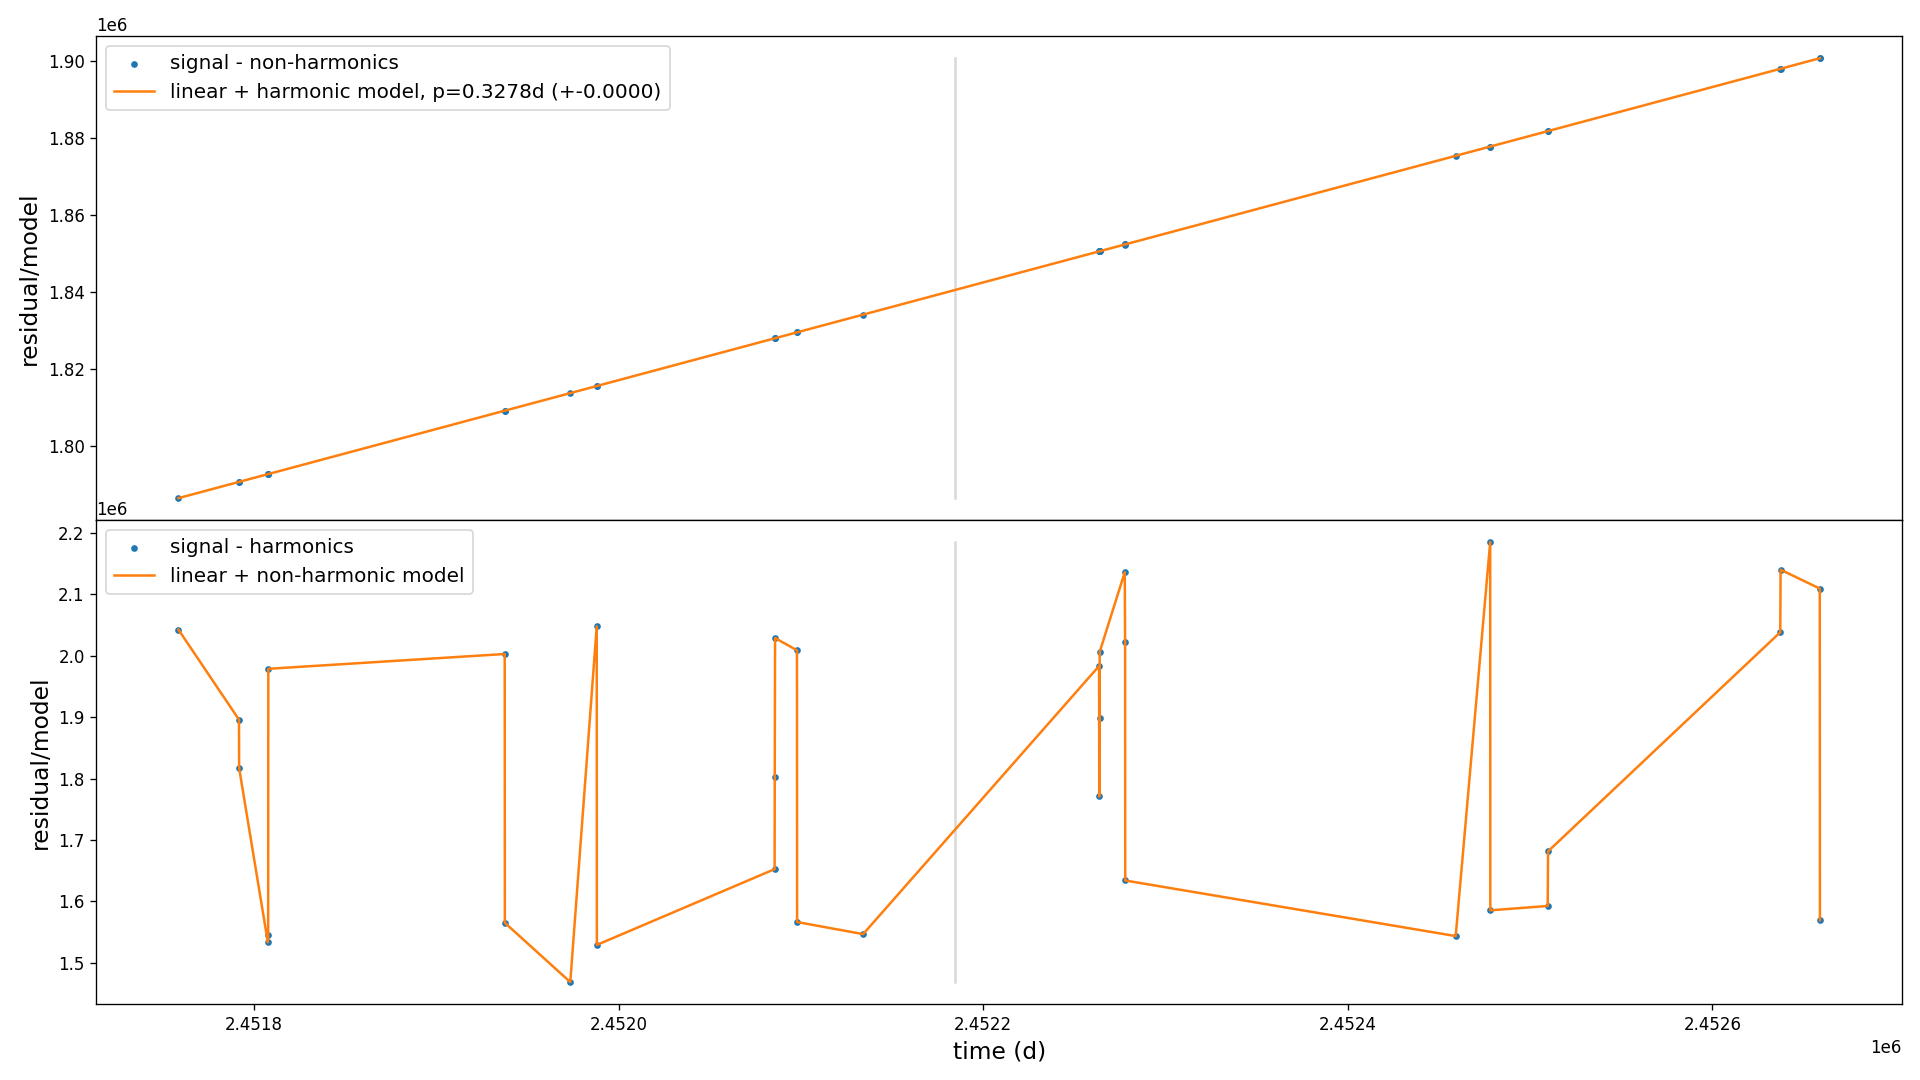 1e6
signal - non-harmonics
linear + harmonic model, p=0.3278d (+-0.0000)
1.90
1.88
1.86
1.84
1.82
1.80
residual/model
1e6
signal - harmonics
linear + non-harmonic model
2.2
2.1
2.0
1.9
1.8
1.7
1.6
1.5
residual/model
2.4518
2.4520
2.4522
2.4524
2.4526
time (d)
1e6